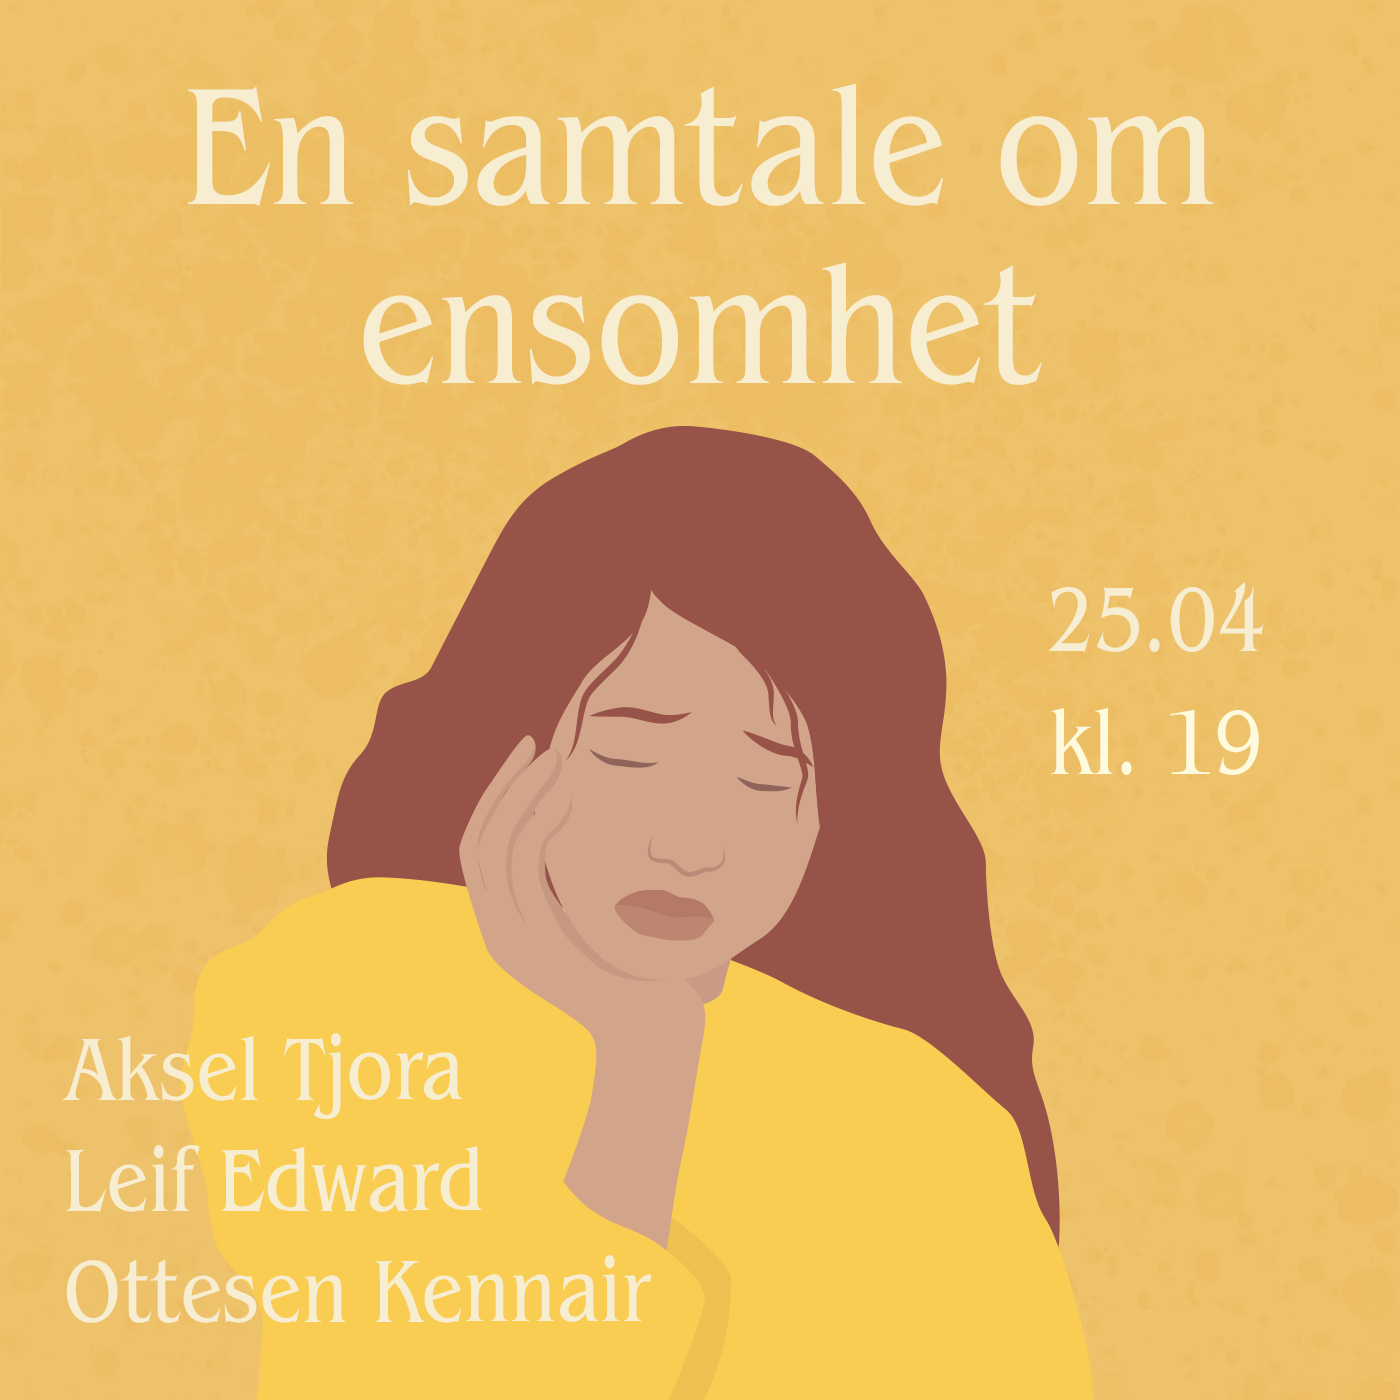 En samtale om
ensomhet
25.04
kl. 19
Aksel Tjora
Leif Edward
Ottesen Kennair